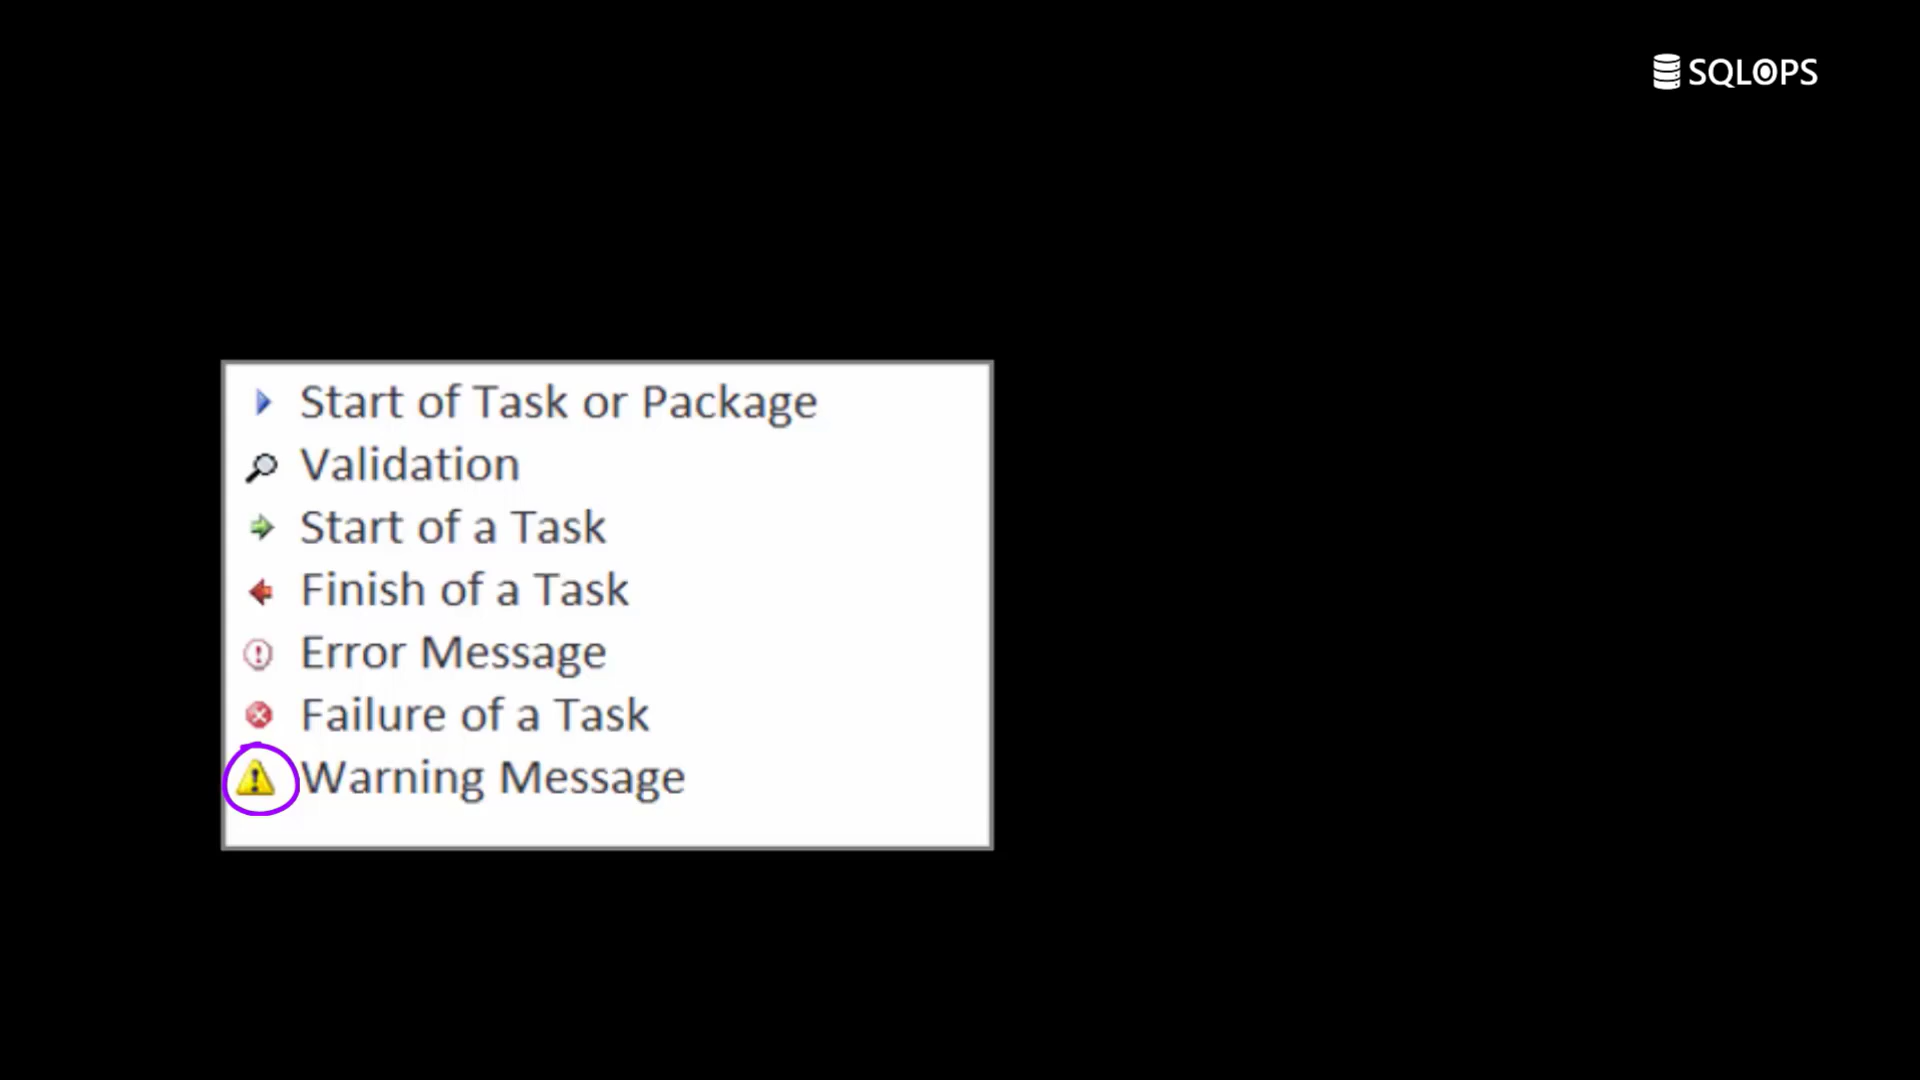 SQLOPS
Start of Task or Package
Validation
Start of a Task
Finish of a Task
Error Message
Failure of a Task
Warning Message